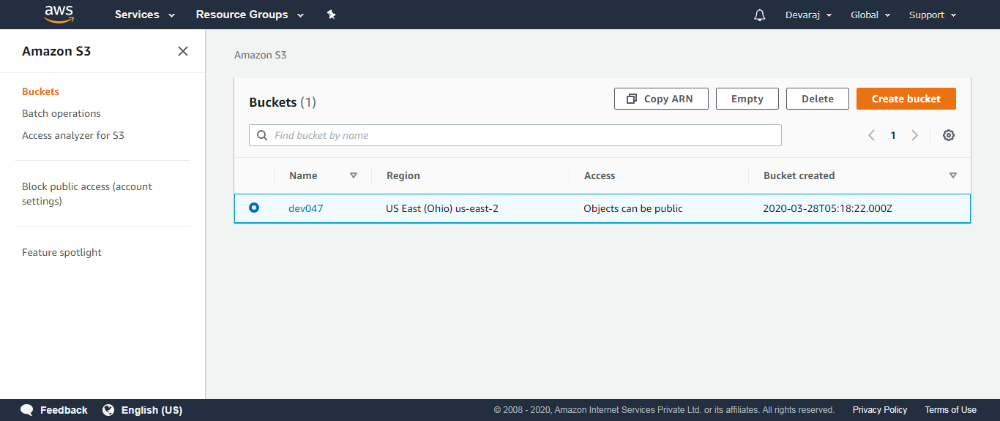 aws Services Resource Groups Devaraj Global Support
Amazon S3
Buckets
Batch operations
Access analyzer for S3
Block public access (account
settings)
Feature spotlight
Amazon S3
Buckets (1) Copy ARN Empty Delete Create bucket
Find bucket by name 1
Name Region Access Bucket created
dev047 US East (Ohio) us-east-2 Objects can be public 2020-03-28T05:18:22.000Z
Feedback English (US) © 2008 - 2020, Amazon Internet Services Private Ltd. or its affiliates. All rights reserved. Privacy Policy Terms of Use